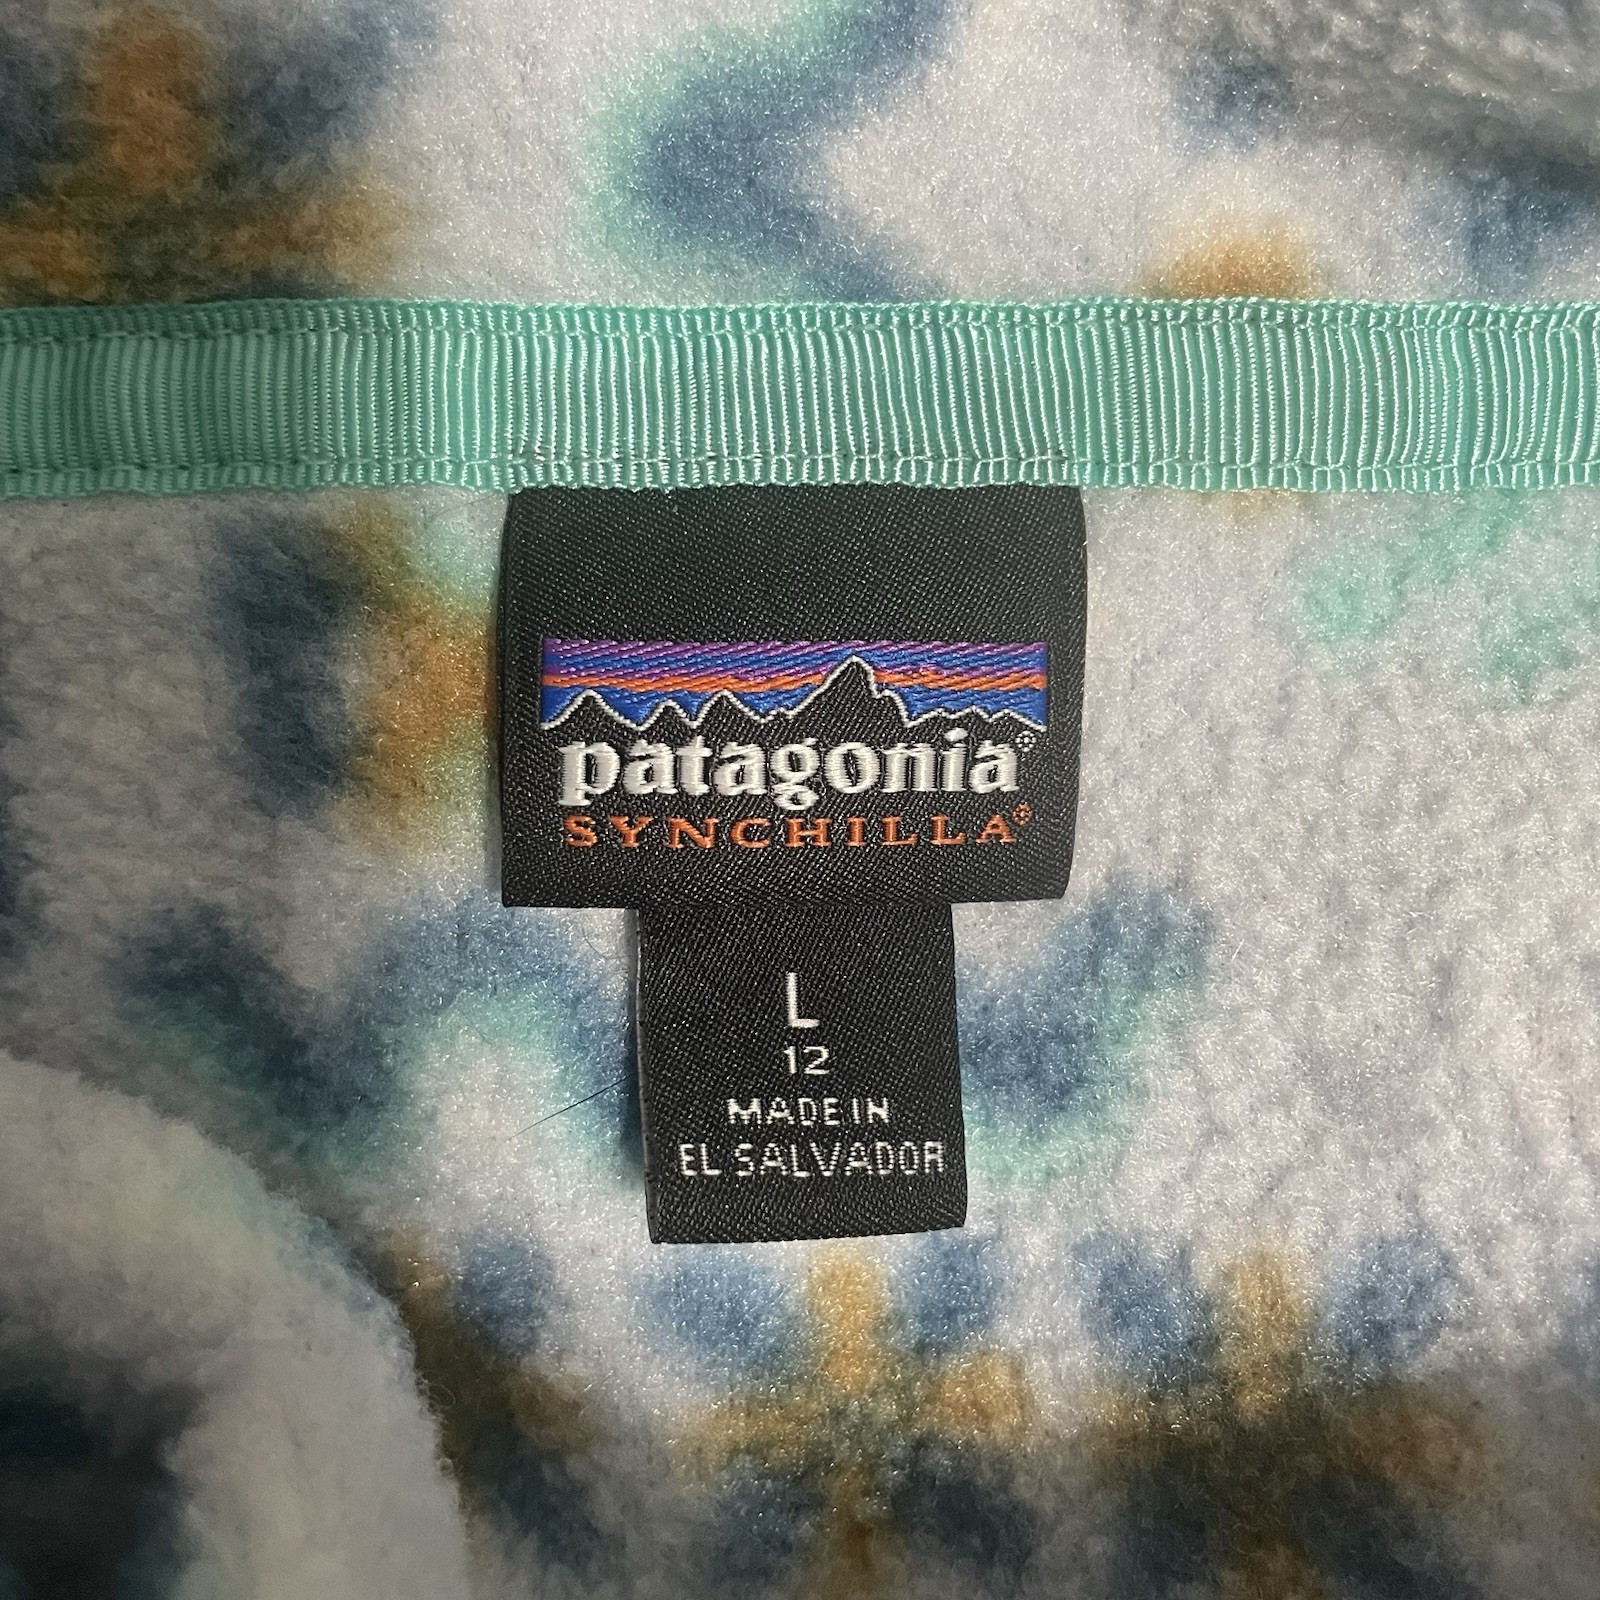 patagonia®
SYNCHILLA®
L
12
MADE IN
EL SALVADOR